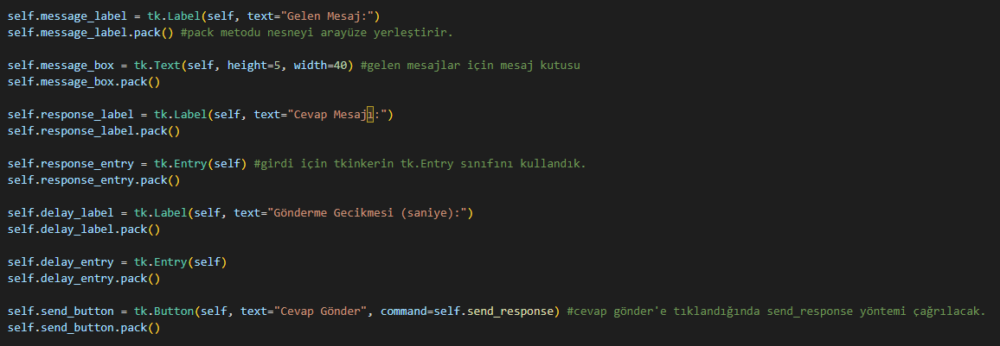 self.message_label = tk.Label(self, text="Gelen Mesaj:")
self.message_label.pack() #pack metodu nesneyi arayüze yerleştirir.
self.message_box = tk.Text(self, height=5, width=40) #gelen mesajlar için mesaj kutusu
self.message_box.pack()
self.response_label = tk.Label(self, text="Cevap Mesajı:")
self.response_label.pack()
self.response_entry = tk.Entry(self) #girdi için tkinkerin tk.Entry sınıfını kullandık.
self.response_entry.pack()
self.delay_label = tk.Label(self, text="Gönderme Gecikmesi (saniye):")
self.delay_label.pack()
self.delay_entry = tk.Entry(self)
self.delay_entry.pack()
self.send_button = tk.Button(self, text="Cevap Gönder", command=self.send_response) #cevap gönder'e tıklandığında send_response yöntemi çağrılacak.
self.send_button.pack()